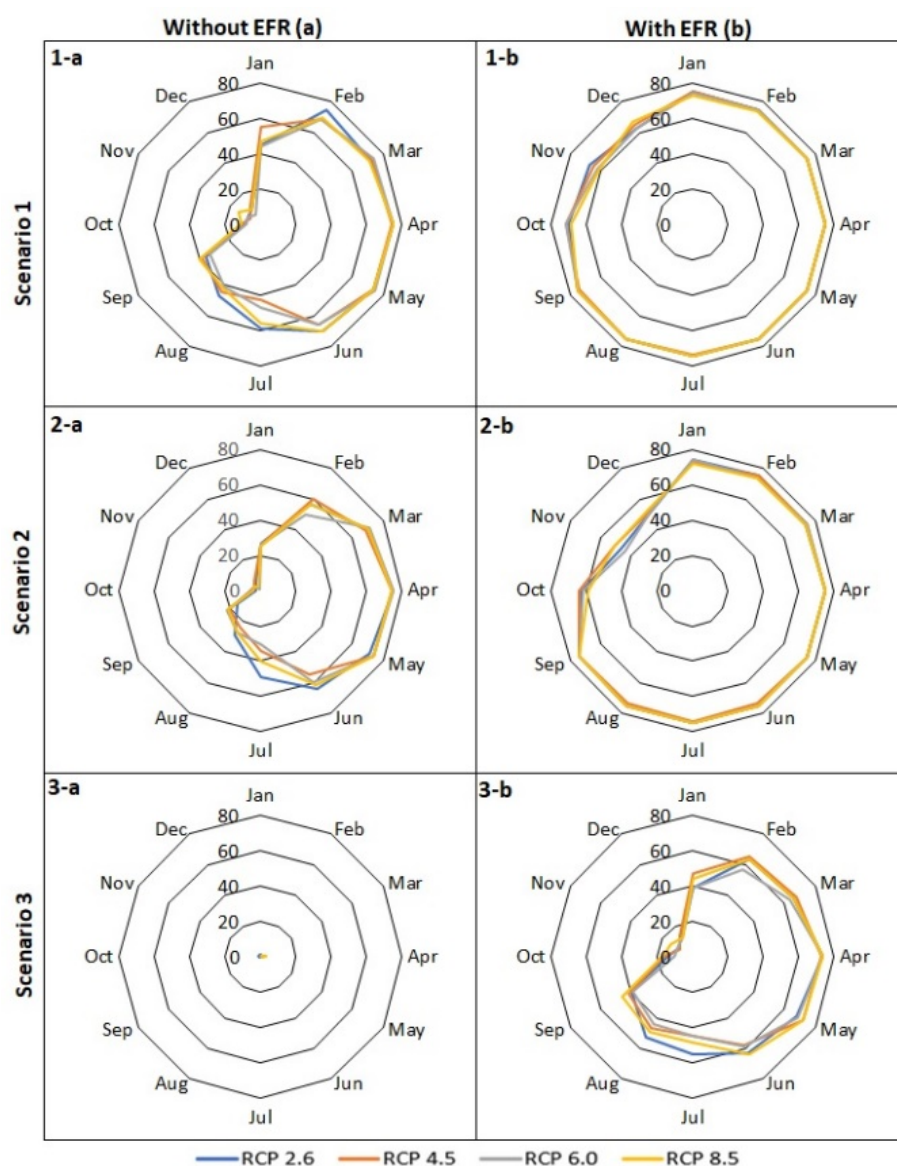 Without EFR (a) With EFR (b)
Scenario 1
1-a
Jan
Feb
Mar
Apr
May
Jun
Jul
Aug
Sep
Oct
Nov
Dec
80
60
40
20
0
1-b
Jan
Feb
Mar
Apr
May
Jun
Jul
Aug
Sep
Oct
Nov
Dec
80
60
40
20
0
Scenario 2
2-a
Jan
Feb
Mar
Apr
May
Jun
Jul
Aug
Sep
Oct
Nov
Dec
80
60
40
20
0
2-b
Jan
Feb
Mar
Apr
May
Jun
Jul
Aug
Sep
Oct
Nov
Dec
80
60
40
20
0
Scenario 3
3-a
Jan
Feb
Mar
Apr
May
Jun
Jul
Aug
Sep
Oct
Nov
Dec
80
60
40
20
0
3-b
Jan
Feb
Mar
Apr
May
Jun
Jul
Aug
Sep
Oct
Nov
Dec
80
60
40
20
0
RCP 2.6 RCP 4.5 RCP 6.0 RCP 8.5